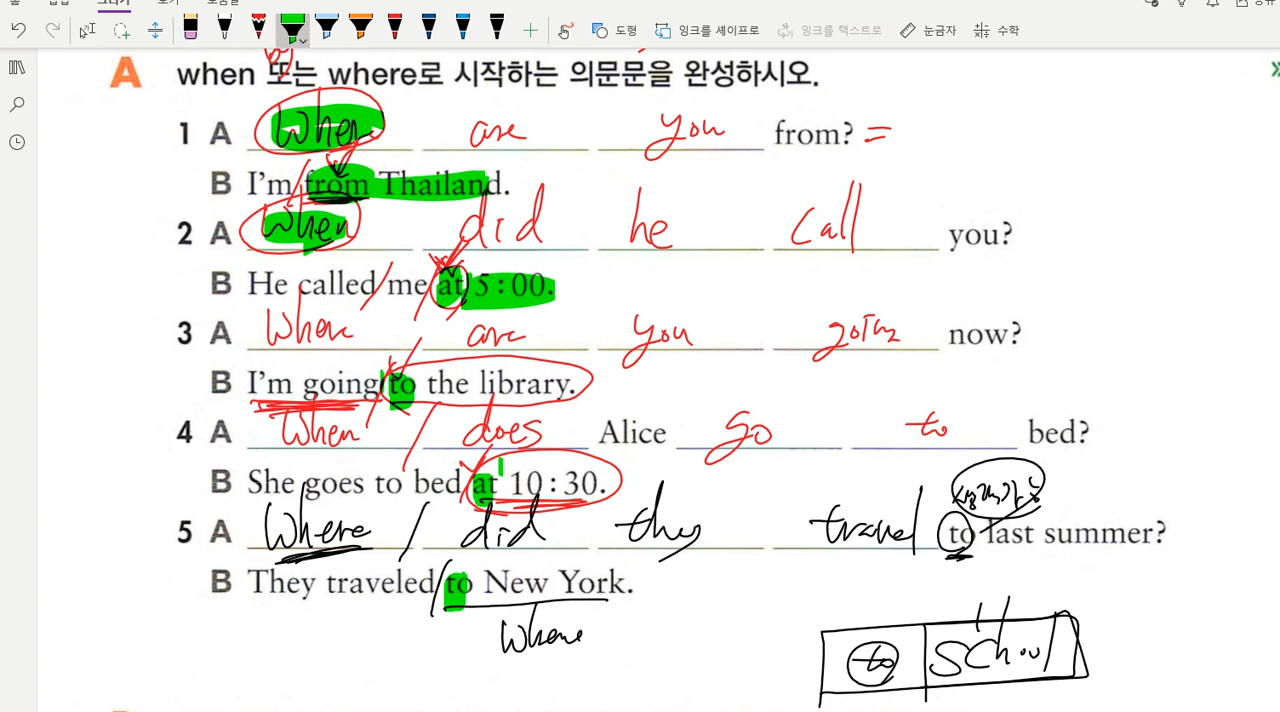 도형 잉크를 셰이프로 잉크를 텍스트로 눈금자 수학
A when 또는 where로 시작하는 의문문을 완성하시오.
1 A Where are you from? =
B I'm from Thailand.
2 A When did he call you?
B He called me at 5:00.
3 A Where are you going now?
B I'm going to the library.
4 A When does Alice go to bed?
B She goes to bed at 10:30.
생략가능
5 A Where did they travel to last summer?
B They traveled to New York.
Where
to School